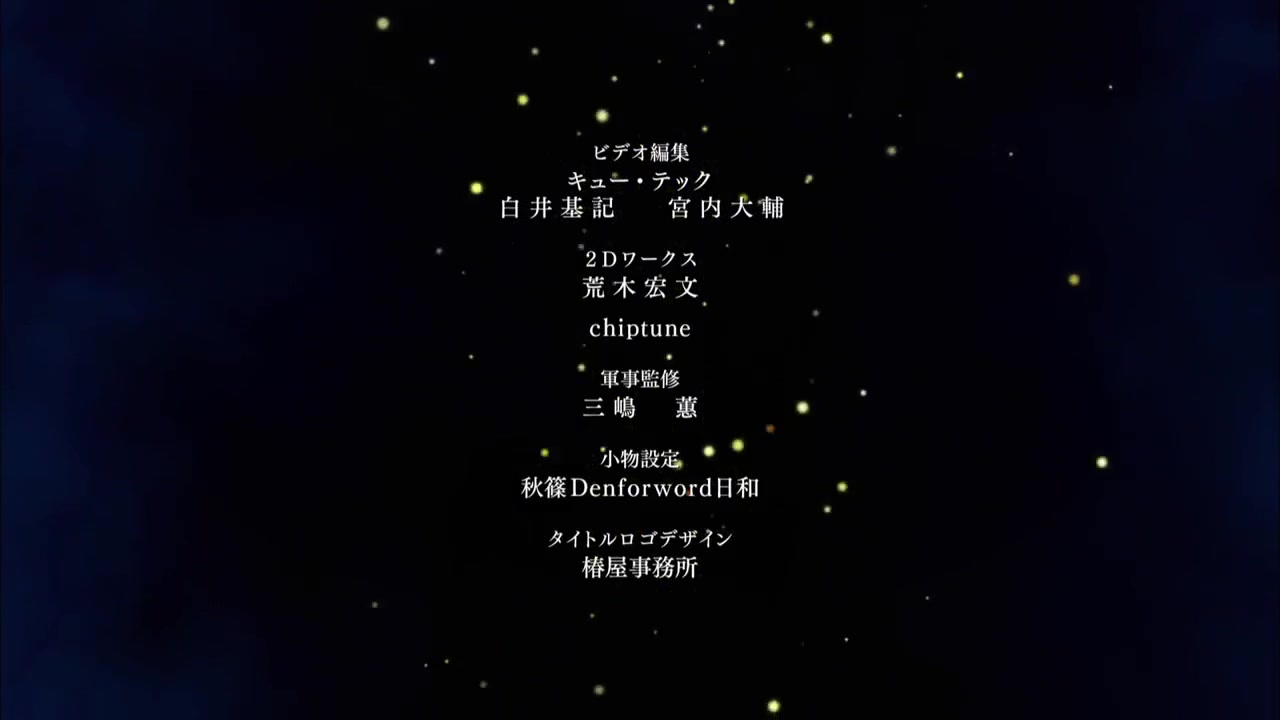 ビデオ編集
キュー・テック
白井基記　宮内大輔
2Dワークス
荒木宏文
chiptune
軍事監修
三嶋　薫
小物設定
秋篠Denforword日和
タイトルロゴデザイン
椿屋事務所